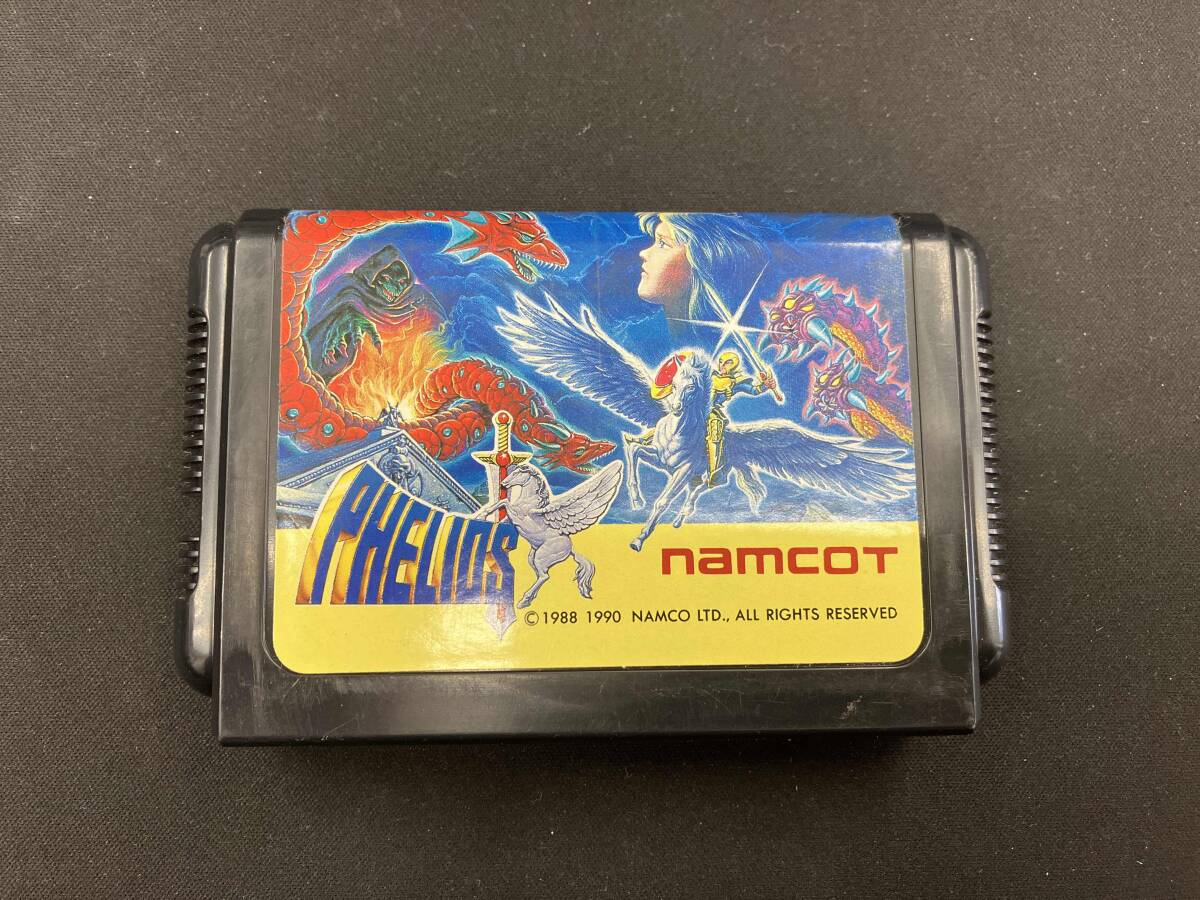 PHELIOS
namcot
© 1988 1990 NAMCO LTD., ALL RIGHTS RESERVED